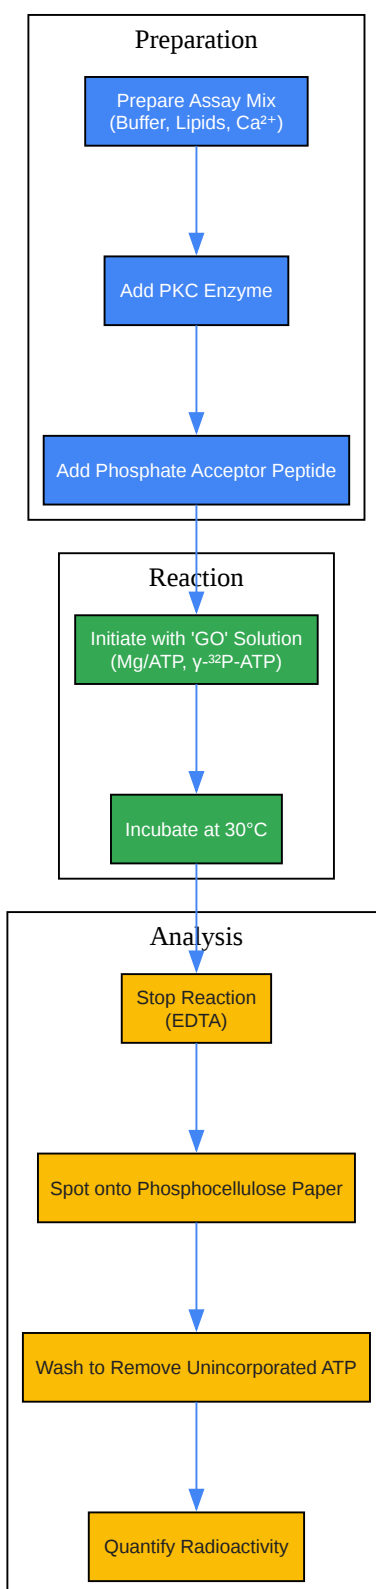 Preparation
Prepare Assay Mix
(Buffer, Lipids, Ca²⁺)
Add PKC Enzyme
Add Phosphate Acceptor Peptide
Reaction
Initiate with 'GO' Solution
(Mg/ATP, γ-³²P-ATP)
Incubate at 30°C
Analysis
Stop Reaction
(EDTA)
Spot onto Phosphocellulose Paper
Wash to Remove Unincorporated ATP
Quantify Radioactivity